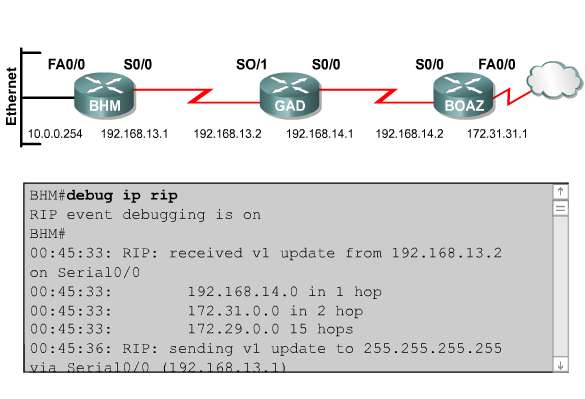 FA0/0 S0/0 SO/1 S0/0 S0/0 FA0/0
Ethernet
BHM GAD BOAZ
10.0.0.254 192.168.13.1 192.168.13.2 192.168.14.1 192.168.14.2 172.31.31.1
BHM#debug ip rip
RIP event debugging is on
BHM#
00:45:33: RIP: received v1 update from 192.168.13.2
on Serial0/0
00:45:33: 192.168.14.0 in 1 hop
00:45:33: 172.31.0.0 in 2 hop
00:45:33: 172.29.0.0 15 hops
00:45:36: RIP: sending v1 update to 255.255.255.255
via Serial0/0 (192.168.13.1)